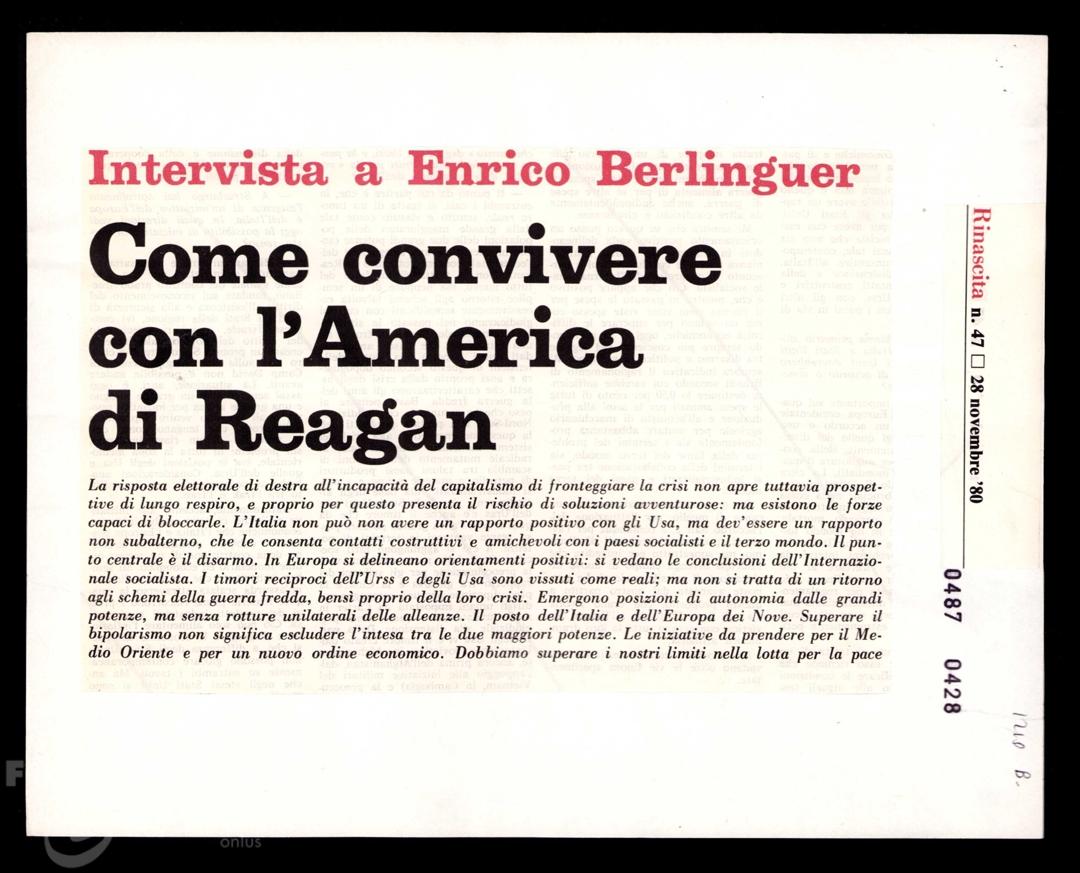 Intervista a Enrico Berlinguer
Come convivere
con l'America
di Reagan
La risposta elettorale di destra all'incapacità del capitalismo di fronteggiare la crisi non apre tuttavia prospet-
tive di lungo respiro, e proprio per questo presenta il rischio di soluzioni avventurose: ma esistono le forze
capaci di bloccarle. L'Italia non può non avere un rapporto positivo con gli Usa, ma dev'essere un rapporto
non subalterno, che le consenta contatti costruttivi e amichevoli con i paesi socialisti e il terzo mondo. Il pun-
to centrale è il disarmo. In Europa si delineano orientamenti positivi: si vedano le conclusioni dell'Internazio-
nale socialista. I timori reciproci dell'Urss e degli Usa sono vissuti come reali; ma non si tratta di un ritorno
agli schemi della guerra fredda, bensì proprio della loro crisi. Emergono posizioni di autonomia dalle grandi
potenze, ma senza rotture unilaterali delle alleanze. Il posto dell'Italia e dell'Europa dei Nove. Superare il
bipolarismo non significa escludere l'intesa tra le due maggiori potenze. Le iniziative da prendere per il Me-
dio Oriente e per un nuovo ordine economico. Dobbiamo superare i nostri limiti nella lotta per la pace
Rinascita n. 47 □ 28 novembre '80
0487 0428
onlus